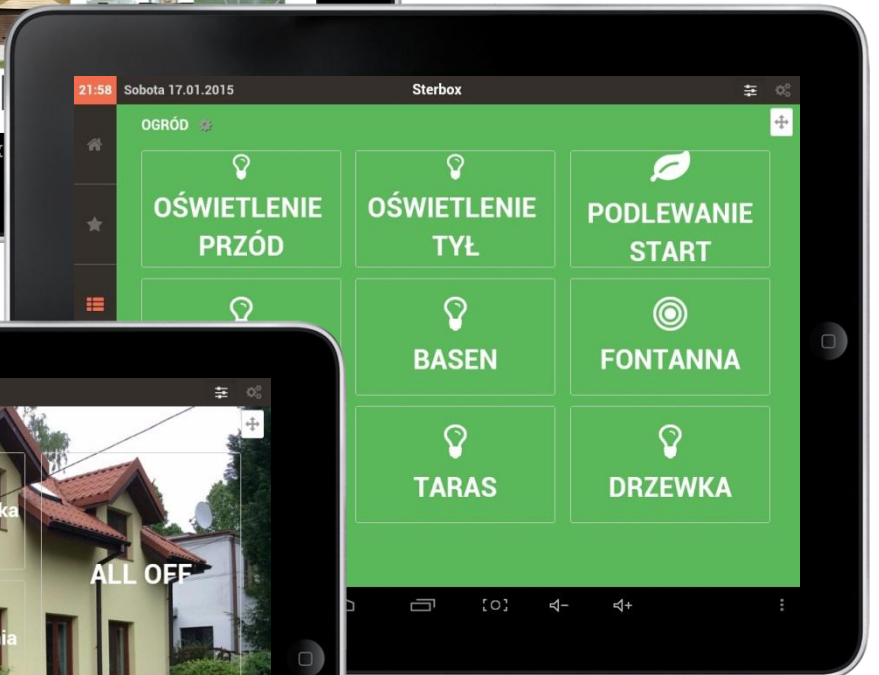 21:58 Sobota 17.01.2015 Sterbox
OGRÓD
OŚWIETLENIE
PRZÓD
OŚWIETLENIE
TYŁ
PODLEWANIE
START
BASEN
FONTANNA
TARAS
DRZEWKA
ALL OFF